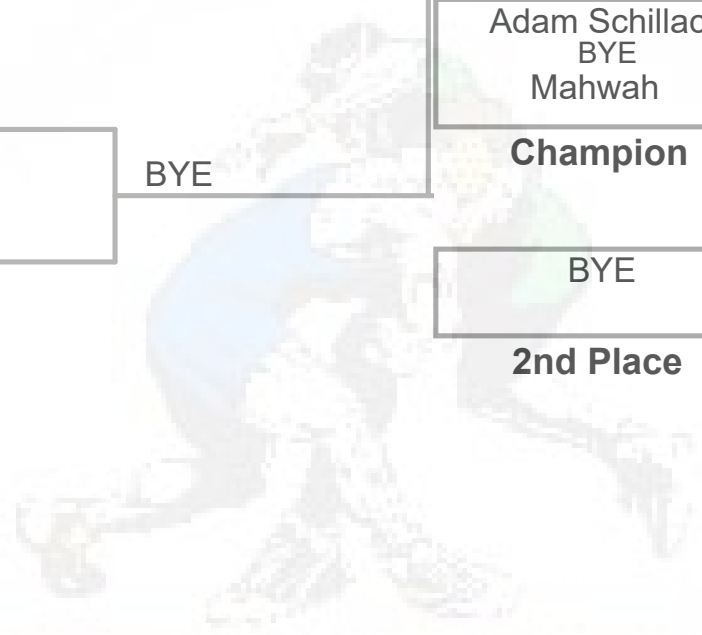 Adam Schillac
BYE
Mahwah
Champion
BYE
BYE
2nd Place